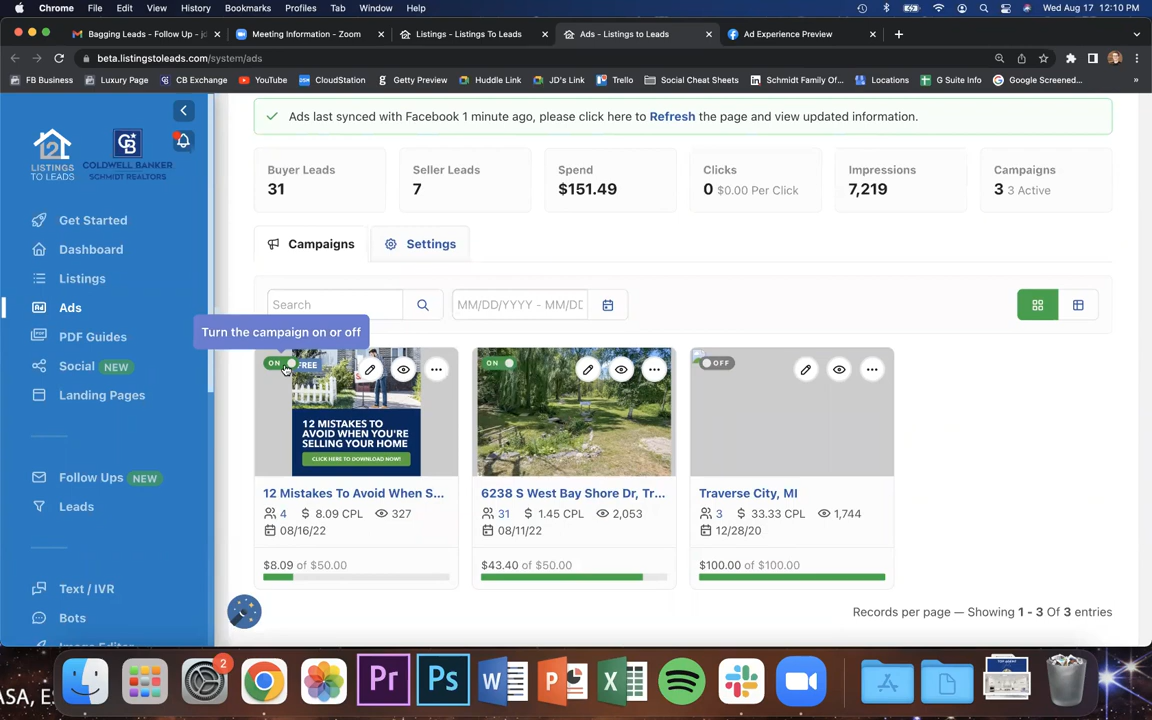 Chrome File Edit View History Bookmarks Profiles Tab Window Help Wed Aug 17 12:10 PM
Bagging Leads - Follow Up - jd Meeting Information - Zoom Listings - Listings To Leads Ads - Listings to Leads Ad Experience Preview
beta.listingstoleads.com/system/ads
FB Business Luxury Page CB Exchange YouTube CloudStation Getty Preview Huddle Link JD's Link Trello Social Cheat Sheets Schmidt Family Of... Locations G Suite Info Google Screened...
Ads last synced with Facebook 1 minute ago, please click here to Refresh the page and view updated information.
L2L
LISTINGS
TO LEADS
CB
COLDWELL BANKER
SCHMIDT REALTORS
Buyer Leads Seller Leads Spend Clicks Impressions Campaigns
31 7 $151.49 0 $0.00 Per Click 7,219 3 3 Active
Get Started
Dashboard
Listings
Ads
PDF Guides
Social NEW
Landing Pages
Follow Ups NEW
Leads
Text / IVR
Bots
Campaigns Settings
Search MM/DD/YYYY - MM/DD
Turn the campaign on or off
ON FREE ON OFF
12 MISTAKES TO
AVOID WHEN YOU'RE
SELLING YOUR HOME
CLICK HERE TO DOWNLOAD NOW!
12 Mistakes To Avoid When S... 6238 S West Bay Shore Dr, Tr... Traverse City, MI
4 $ 8.09 CPL 327 31 $ 1.45 CPL 2,053 3 $ 33.33 CPL 1,744
08/16/22 08/11/22 12/28/20
$8.09 of $50.00 $43.40 of $50.00 $100.00 of $100.00
Records per page — Showing 1 - 3 Of 3 entries
2
Pr Ps W P X
ASA, E